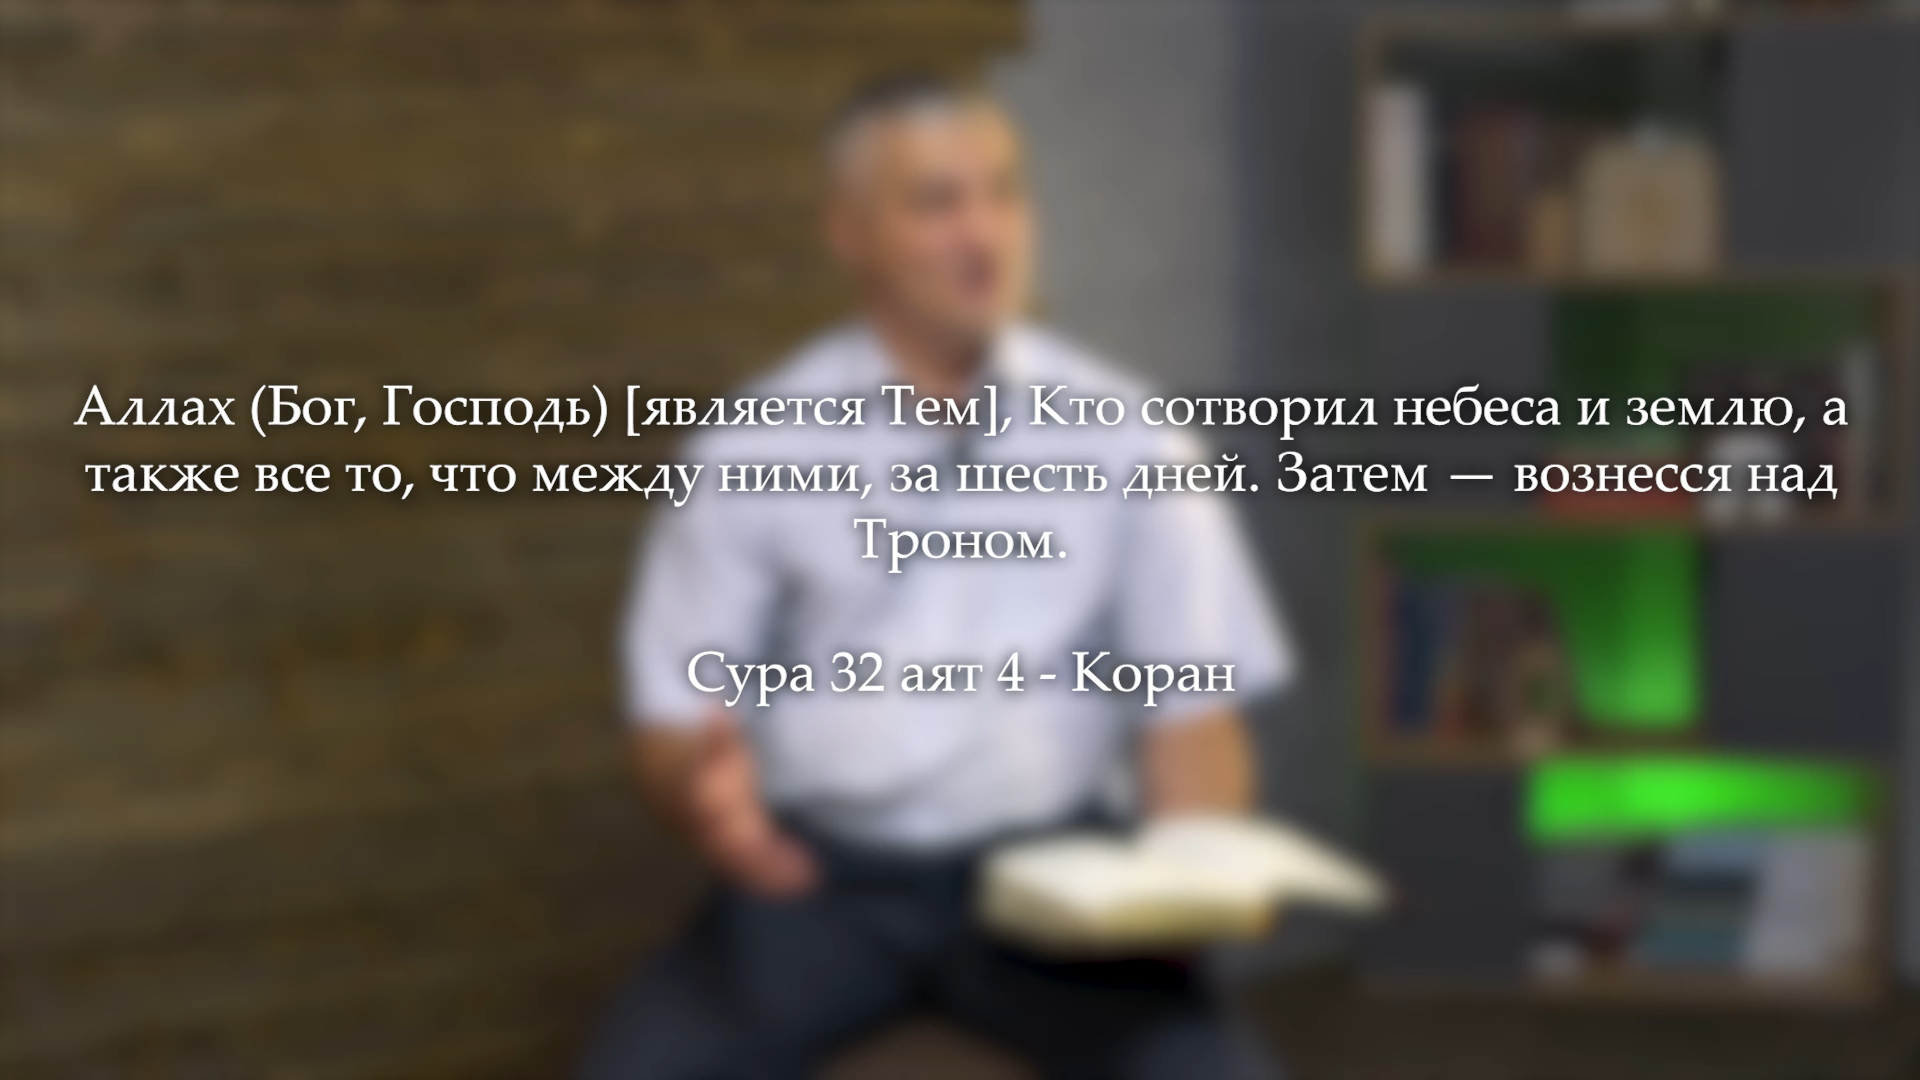 Аллах (Бог, Господь) [является Тем], Кто сотворил небеса и землю, а
также все то, что между ними, за шесть дней. Затем — вознесся над
Троном.
Сура 32 аят 4 - Коран